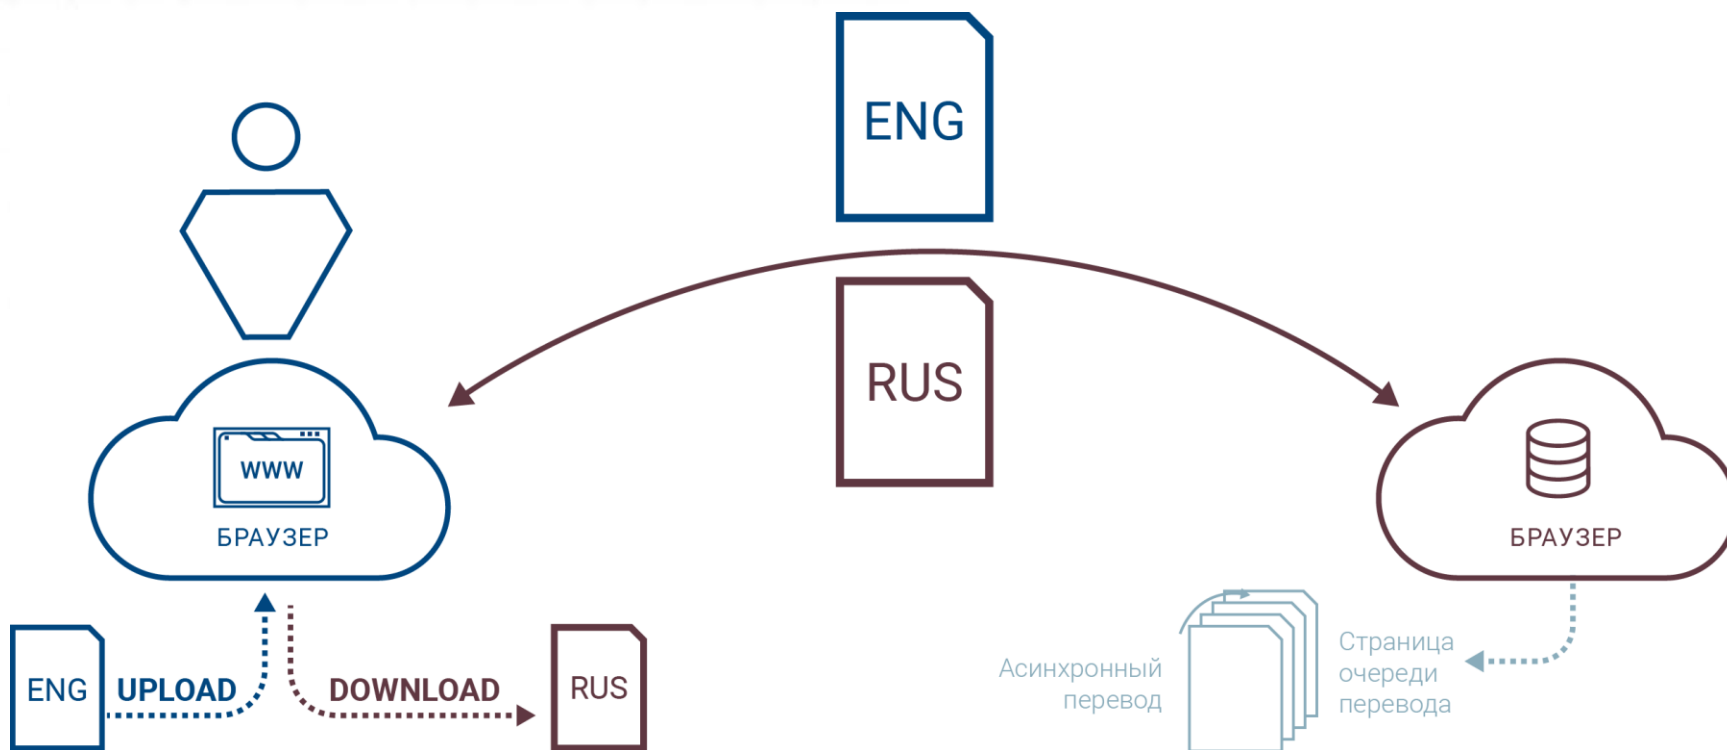 ENG
RUS
WWW
БРАУЗЕР
БРАУЗЕР
ENG
UPLOAD
DOWNLOAD
RUS
Асинхронный
перевод
Страница
очереди
перевода